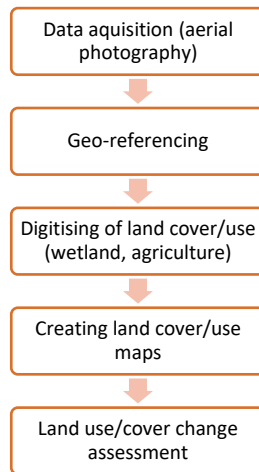 Data aquisition (aerial
photography)
Geo-referencing
Digitising of land cover/use
(wetland, agriculture)
Creating land cover/use
maps
Land use/cover change
assessment